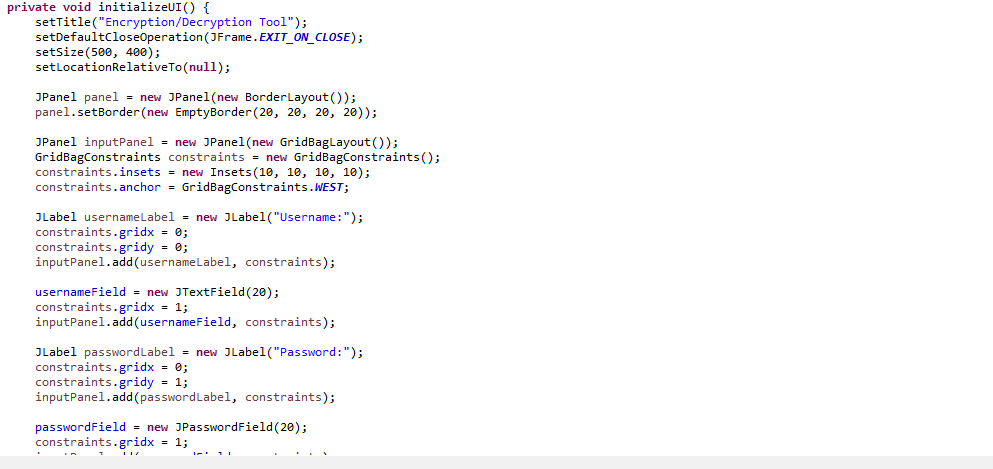 private void initializeUI() {
    setTitle("Encryption/Decryption Tool");
    setDefaultCloseOperation(JFrame.EXIT_ON_CLOSE);
    setSize(500, 400);
    setLocationRelativeTo(null);

    JPanel panel = new JPanel(new BorderLayout());
    panel.setBorder(new EmptyBorder(20, 20, 20, 20));

    JPanel inputPanel = new JPanel(new GridBagLayout());
    GridBagConstraints constraints = new GridBagConstraints();
    constraints.insets = new Insets(10, 10, 10, 10);
    constraints.anchor = GridBagConstraints.WEST;

    JLabel usernameLabel = new JLabel("Username:");
    constraints.gridx = 0;
    constraints.gridy = 0;
    inputPanel.add(usernameLabel, constraints);

    usernameField = new JTextField(20);
    constraints.gridx = 1;
    inputPanel.add(usernameField, constraints);

    JLabel passwordLabel = new JLabel("Password:");
    constraints.gridx = 0;
    constraints.gridy = 1;
    inputPanel.add(passwordLabel, constraints);

    passwordField = new JPasswordField(20);
    constraints.gridx = 1;